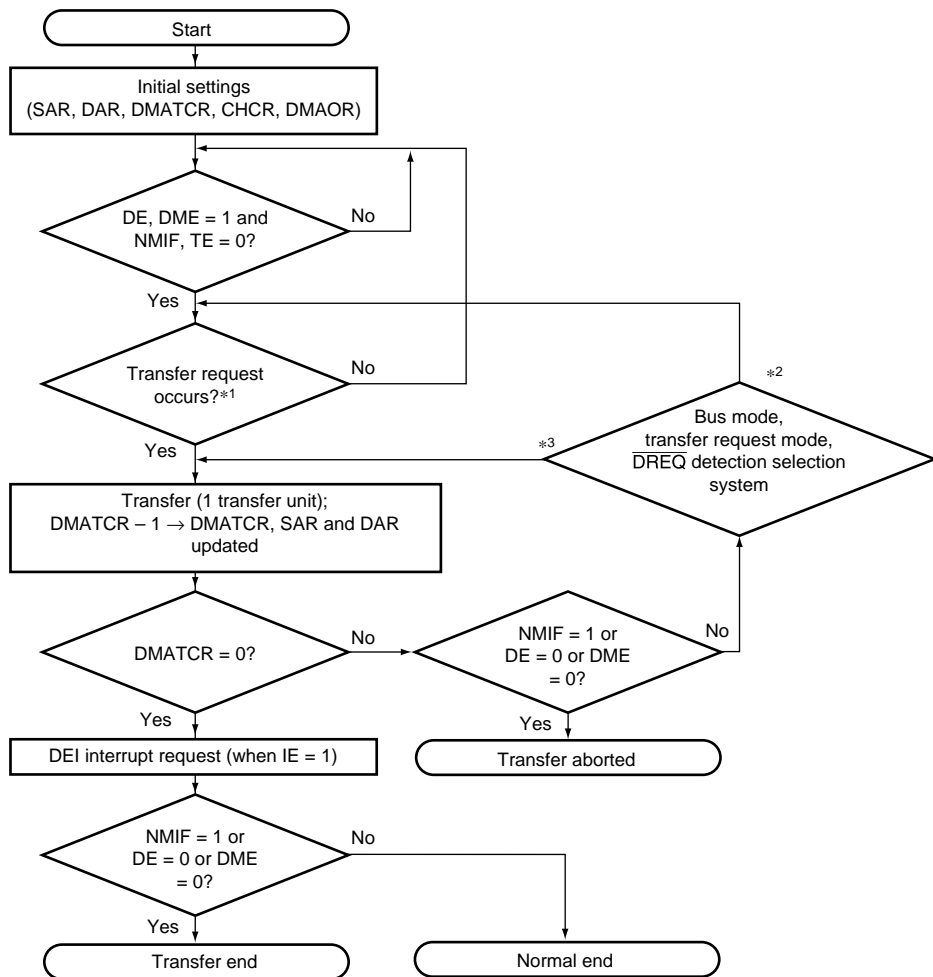 Start
Initial settings
(SAR, DAR, DMATCR, CHCR, DMAOR)
DE, DME = 1 and
NMIF, TE = 0?
No
Yes
Transfer request
occurs?*1
No
Yes
*2
Bus mode,
transfer request mode,
DREQ detection selection
system
*3
Transfer (1 transfer unit);
DMATCR – 1 → DMATCR, SAR and DAR
updated
DMATCR = 0?
No
Yes
NMIF = 1 or
DE = 0 or DME
= 0?
No
Yes
Transfer aborted
DEI interrupt request (when IE = 1)
NMIF = 1 or
DE = 0 or DME
= 0?
No
Yes
Transfer end
Normal end